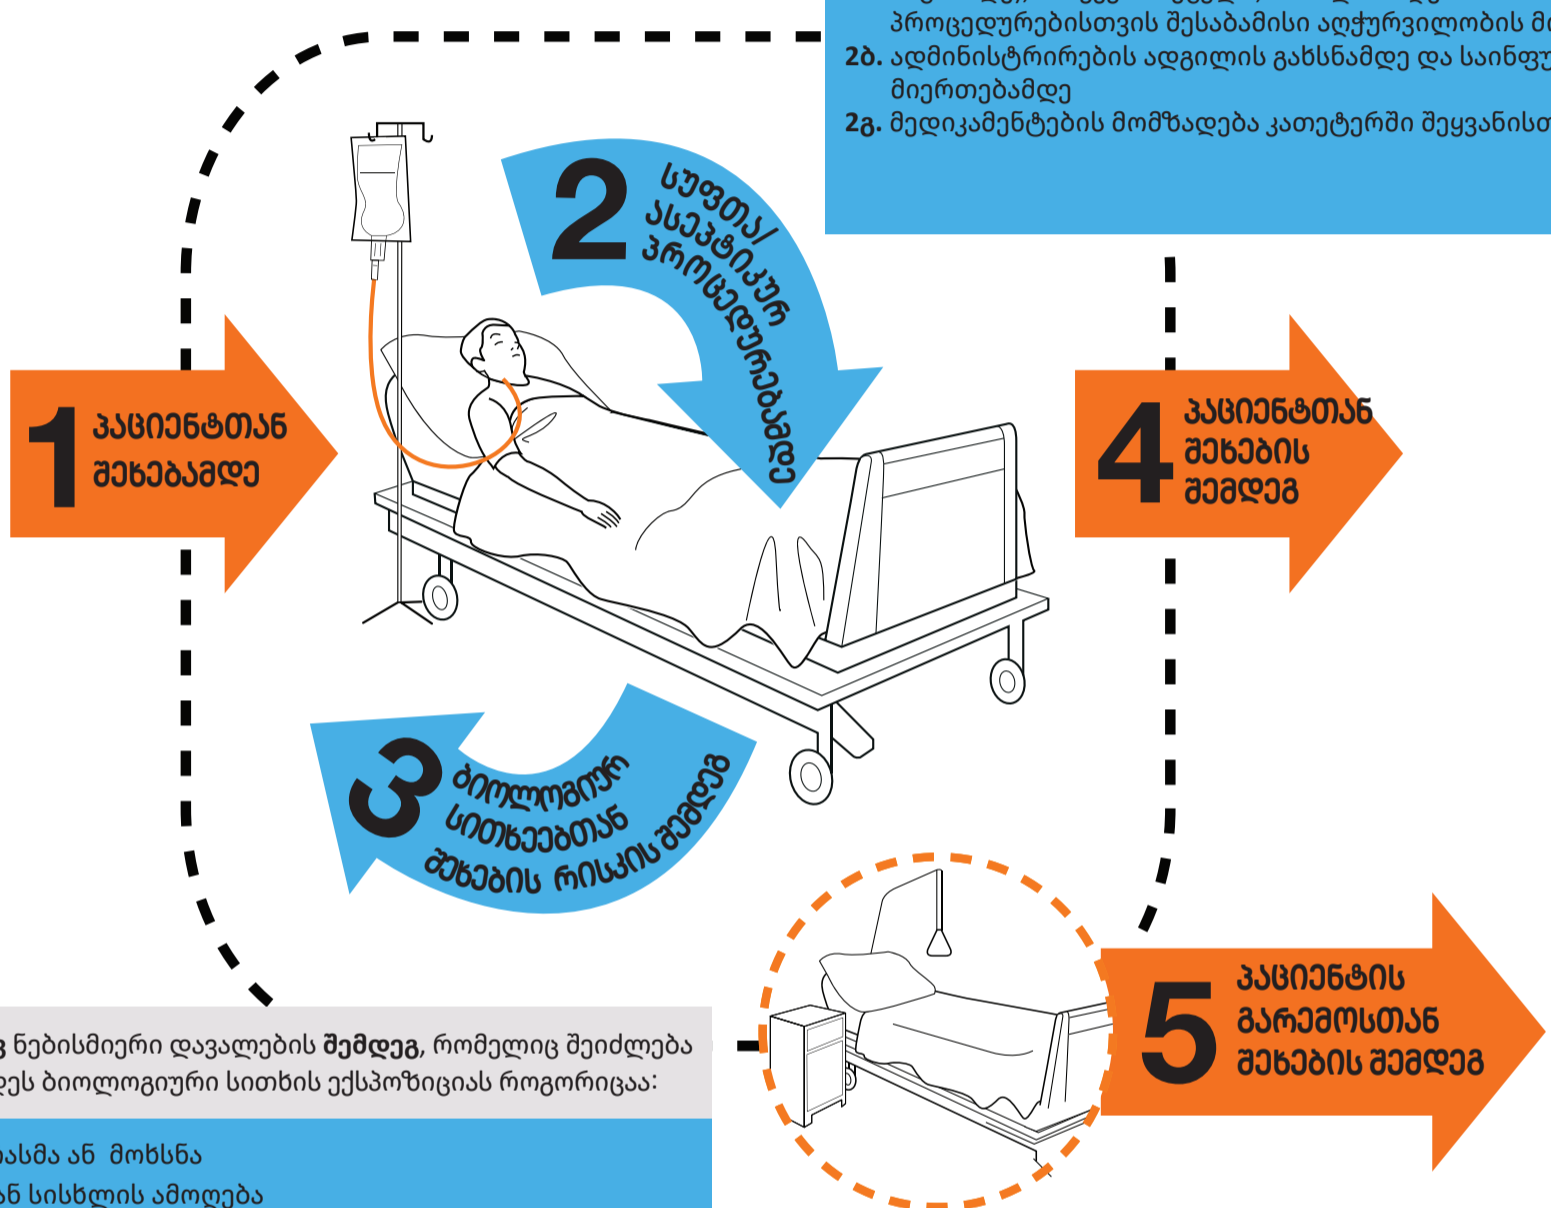 პროცედურებისთვის შესაბამისი აღჭურვილობის
2ბ. ადმინისტრირების ადგილის გახსნამდე და
მიერთებამდე
2გ. მედიკამენტების მომზადება კათეტერში
2 სუფთა/
ასეპტიკურ
პროცედურებამდე
1 პაციენტთან
შეხებამდე
4 პაციენტთან
შეხების
შემდეგ
3 ბიოლოგიურ
სითხეებთან
შეხების რისკის შემდეგ
5 პაციენტის
გარემოსთან
შეხების შემდეგ
ნებისმიერი დავალების შემდეგ, რომელიც შეიძლება
ბიოლოგიური სითხის ექსპოზიციას როგორიცაა:
ან მოხსნა
სისხლის ამოღება